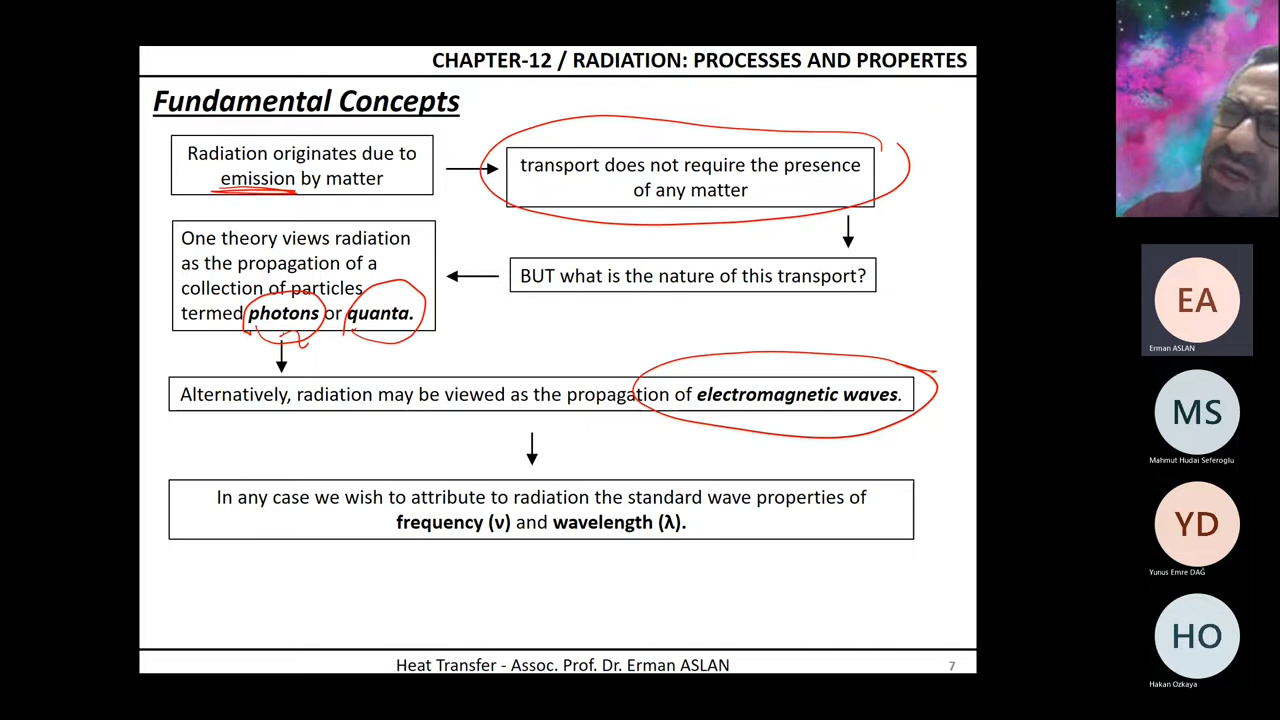 CHAPTER-12 / RADIATION: PROCESSES AND PROPERTES
Fundamental Concepts
Radiation originates due to
emission by matter
transport does not require the presence
of any matter
One theory views radiation
as the propagation of a
collection of particles
termed photons or quanta.
BUT what is the nature of this transport?
Alternatively, radiation may be viewed as the propagation of electromagnetic waves.
In any case we wish to attribute to radiation the standard wave properties of
frequency (ν) and wavelength (λ).
Heat Transfer - Assoc. Prof. Dr. Erman ASLAN
7
EA
Erman ASLAN
MS
Mahmut Hudai Seferoglu
YD
Yunus Emre DAĞ
HO
Hakan Ozkaya